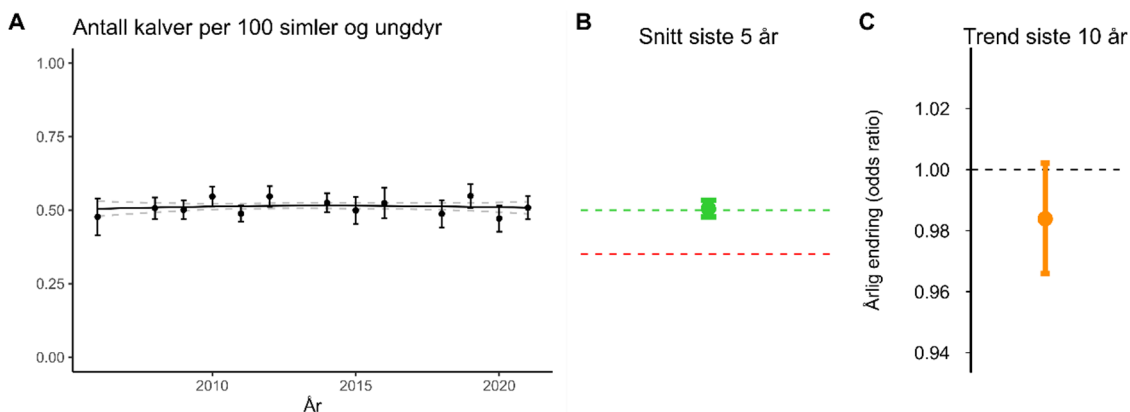 A
Antall kalver per 100 simler og ungdyr
1.00
0.75
0.50
0.25
0.00
2010
2015
2020
År
B
Snitt siste 5 år
C
Trend siste 10 år
Årlig endring (odds ratio)
1.02
1.00
0.98
0.96
0.94